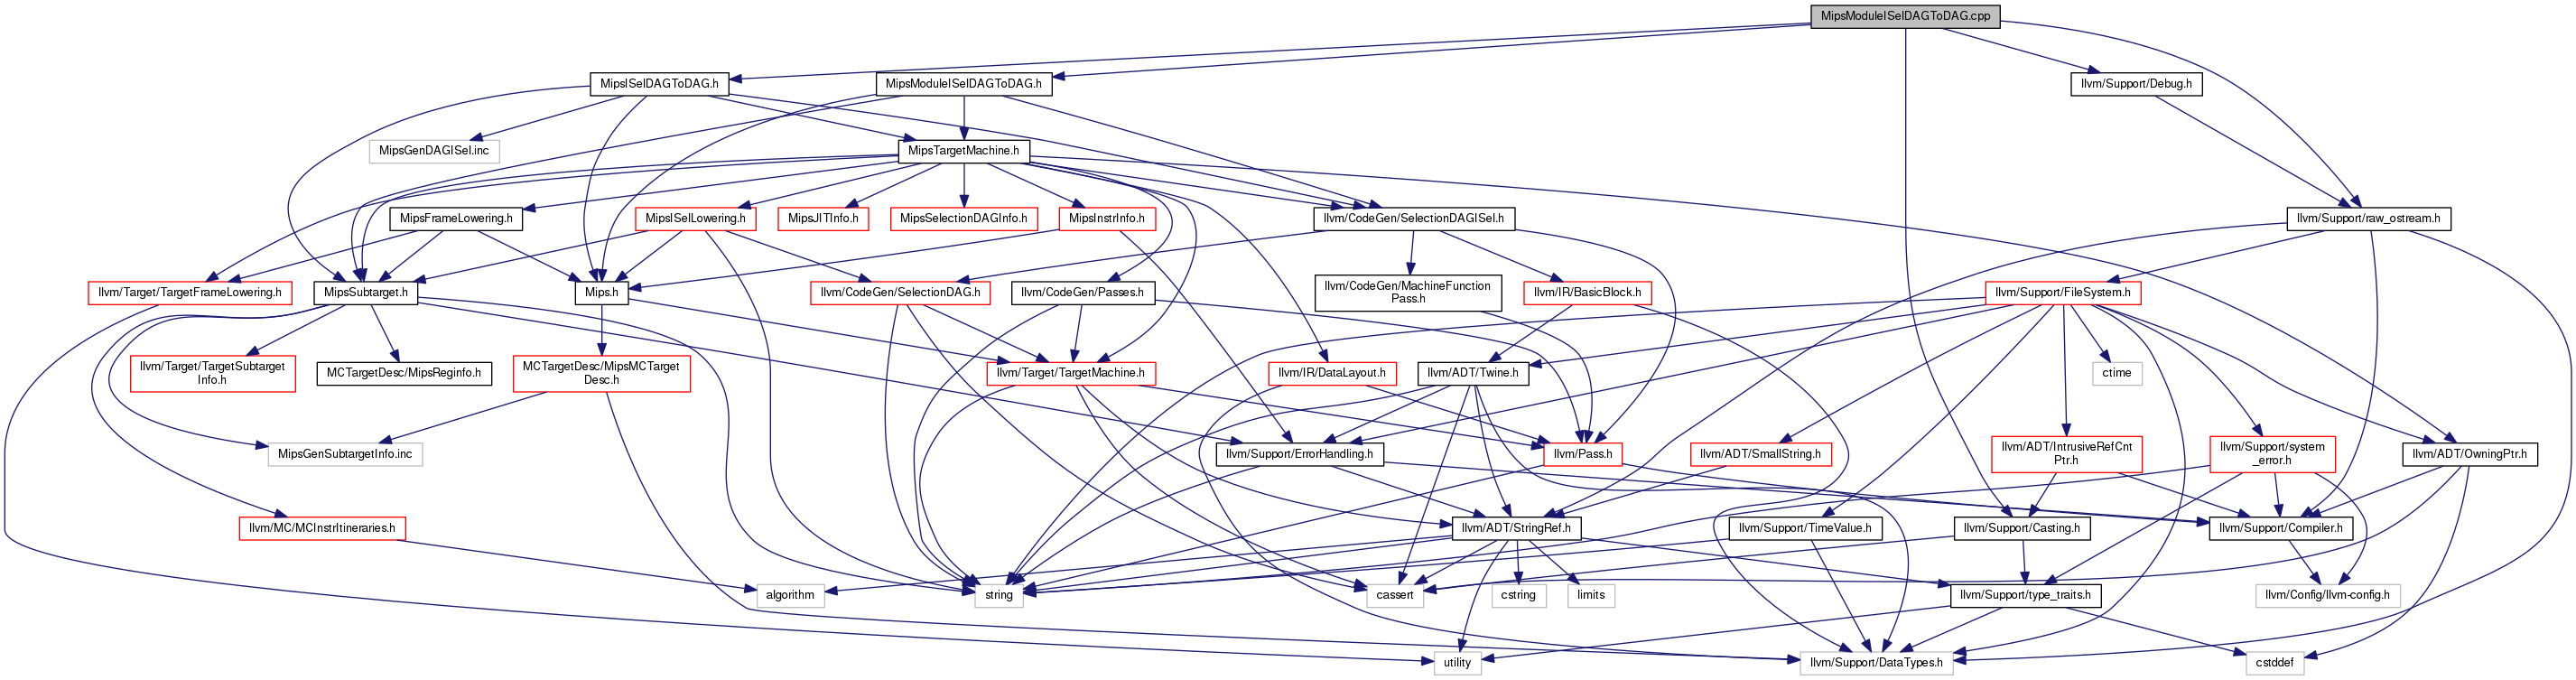 MipsModuleISelDAGToDAG.cpp
MipsISelDAGToDAG.h
MipsModuleISelDAGToDAG.h
llvm/Support/Debug.h
MipsGenDAGISel.inc
MipsTargetMachine.h
MipsFrameLowering.h
MipsISelLowering.h
MipsJITInfo.h
MipsSelectionDAGInfo.h
MipsInstrInfo.h
llvm/CodeGen/SelectionDAGISel.h
llvm/Support/raw_ostream.h
llvm/Target/TargetFrameLowering.h
MipsSubtarget.h
Mips.h
llvm/CodeGen/SelectionDAG.h
llvm/CodeGen/Passes.h
llvm/CodeGen/MachineFunction
Pass.h
llvm/IR/BasicBlock.h
llvm/Support/FileSystem.h
llvm/Target/TargetSubtarget
Info.h
MCTargetDesc/MipsReginfo.h
MCTargetDesc/MipsMCTarget
Desc.h
llvm/Target/TargetMachine.h
llvm/IR/DataLayout.h
llvm/ADT/Twine.h
ctime
MipsGenSubtargetInfo.inc
llvm/Support/ErrorHandling.h
llvm/Pass.h
llvm/ADT/SmallString.h
llvm/ADT/IntrusiveRefCnt
Ptr.h
llvm/Support/system
_error.h
llvm/ADT/OwningPtr.h
llvm/MC/MCInstrItineraries.h
llvm/ADT/StringRef.h
llvm/Support/TimeValue.h
llvm/Support/Casting.h
llvm/Support/Compiler.h
algorithm
string
cassert
cstring
limits
llvm/Support/type_traits.h
llvm/Config/llvm-config.h
utility
llvm/Support/DataTypes.h
cstddef